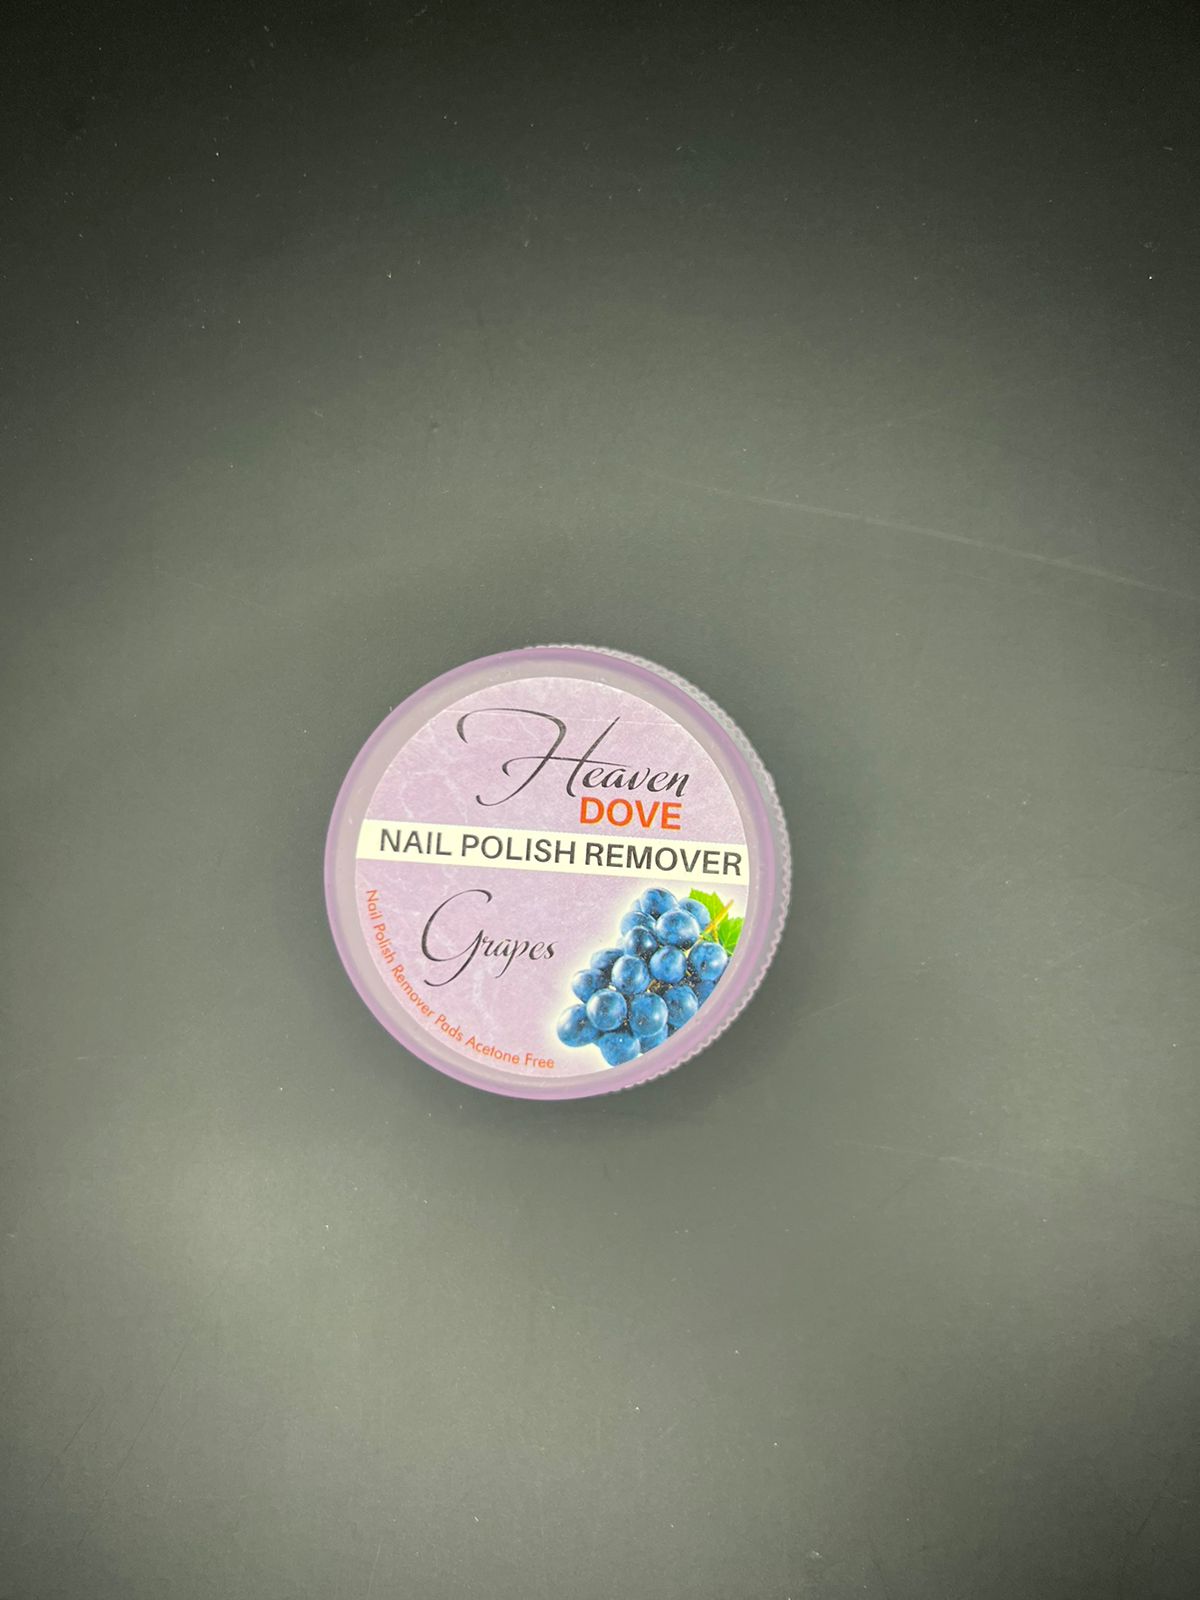 Heaven
DOVE
NAIL POLISH REMOVER
Grapes
Nail Polish Remover Pads Acetone Free